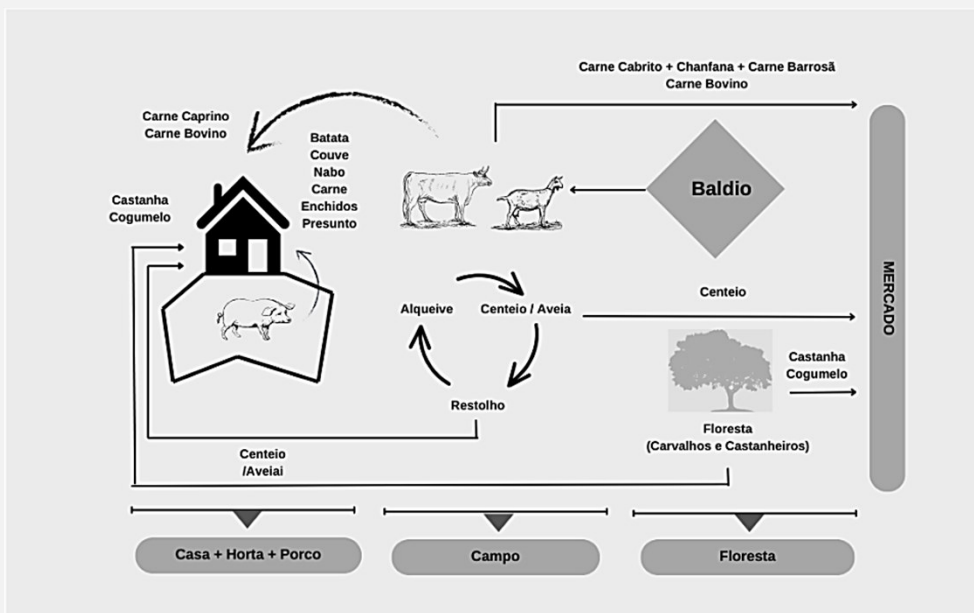 Carne Cabrito + Chanfana + Carne Barrosã
Carne Bovino
Carne Caprino
Carne Bovino
Batata
Couve
Nabo
Carne
Enchidos
Presunto
Castanha
Cogumelo
Baldio
MERCADO
Centeio
Alqueive
Centeio / Aveia
Restolho
Castanha
Cogumelo
Floresta
(Carvalhos e Castanheiros)
Centeio
/Aveiai
Casa + Horta + Porco
Campo
Floresta